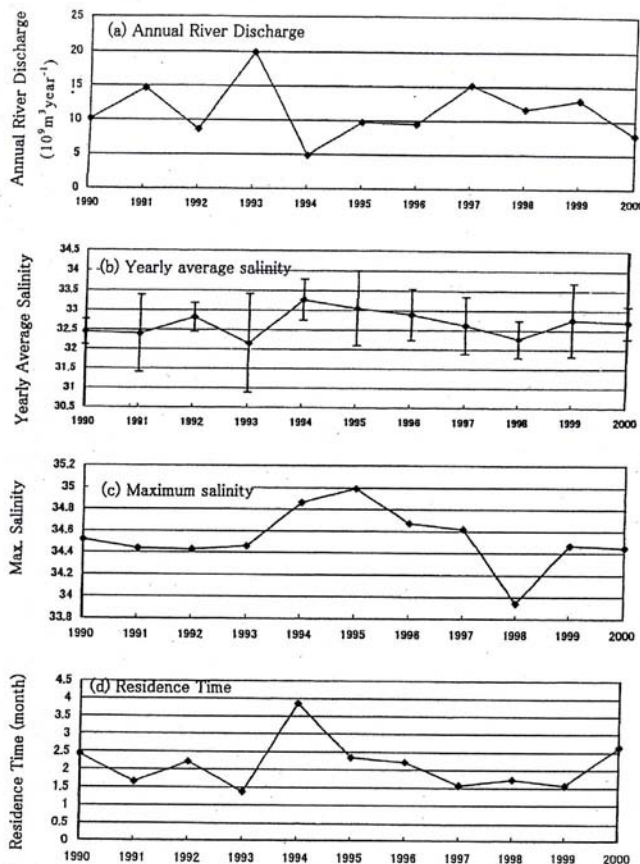 (a) Annual River Discharge
Annual River Discharge
(10⁹m³year⁻¹)
25
20
15
10
5
0
1990 1991 1992 1993 1994 1995 1996 1997 1998 1999 2000
(b) Yearly average salinity
Yearly Average Salinity
34.5
34
33.5
33
32.5
32
31.5
31
30.5
1990 1991 1992 1993 1994 1995 1996 1997 1998 1999 2000
(c) Maximum salinity
Max. Salinity
35.2
35
34.8
34.6
34.4
34.2
34
33.8
1990 1991 1992 1993 1994 1995 1996 1997 1998 1999 2000
(d) Residence Time
Residence Time (month)
4.5
4
3.5
3
2.5
2
1.5
1
0.5
0
1990 1991 1992 1993 1994 1995 1996 1997 1998 1999 2000